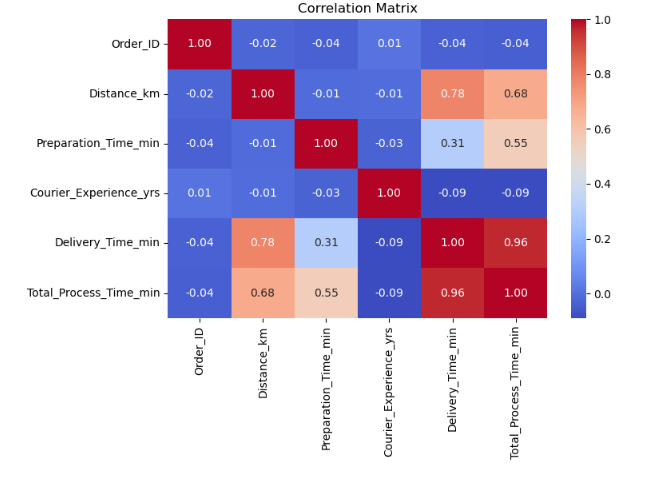 Correlation Matrix
Order_ID 1.00 -0.02 -0.04 0.01 -0.04 -0.04
Distance_km -0.02 1.00 -0.01 -0.01 0.78 0.68
Preparation_Time_min -0.04 -0.01 1.00 -0.03 0.31 0.55
Courier_Experience_yrs 0.01 -0.01 -0.03 1.00 -0.09 -0.09
Delivery_Time_min -0.04 0.78 0.31 -0.09 1.00 0.96
Total_Process_Time_min -0.04 0.68 0.55 -0.09 0.96 1.00
Order_ID
Distance_km
Preparation_Time_min
Courier_Experience_yrs
Delivery_Time_min
Total_Process_Time_min
1.0
0.8
0.6
0.4
0.2
0.0